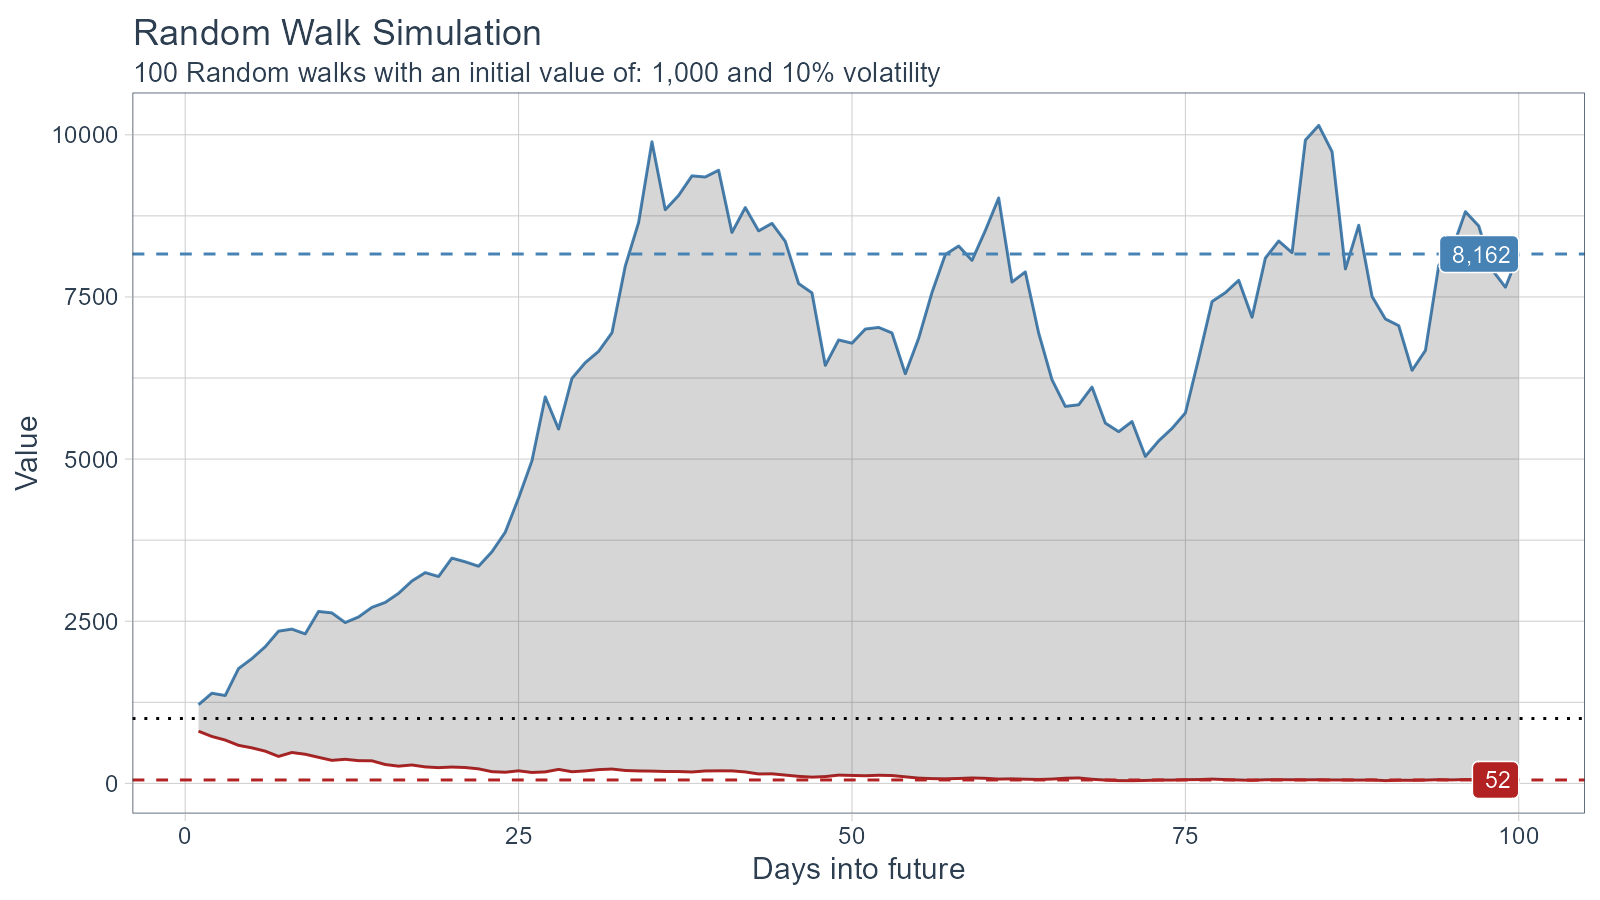 Random Walk Simulation
100 Random walks with an initial value of: 1,000 and 10% volatility
10000
7500
5000
2500
0
Value
8,162
52
0 25 50 75 100
Days into future